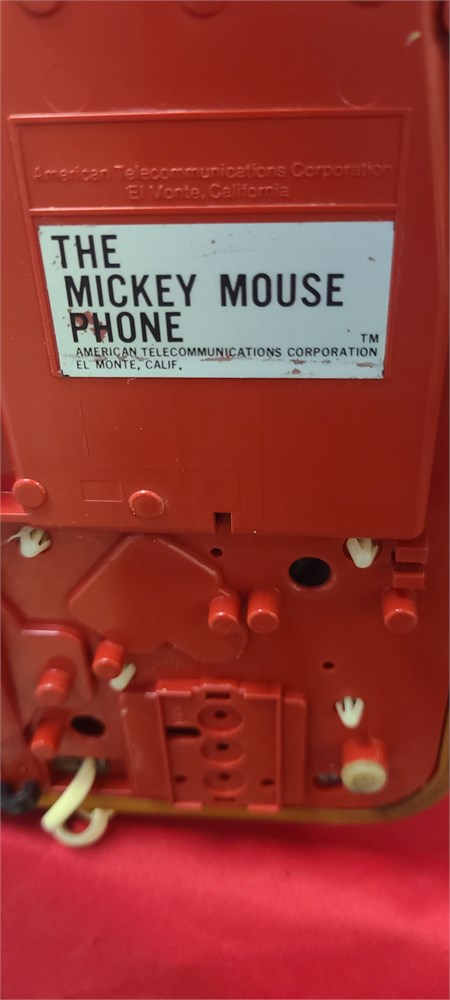 American Telecommunications Corporation
El Monte, California
THE
MICKEY MOUSE
PHONE
TM
AMERICAN TELECOMMUNICATIONS CORPORATION
EL MONTE, CALIF.